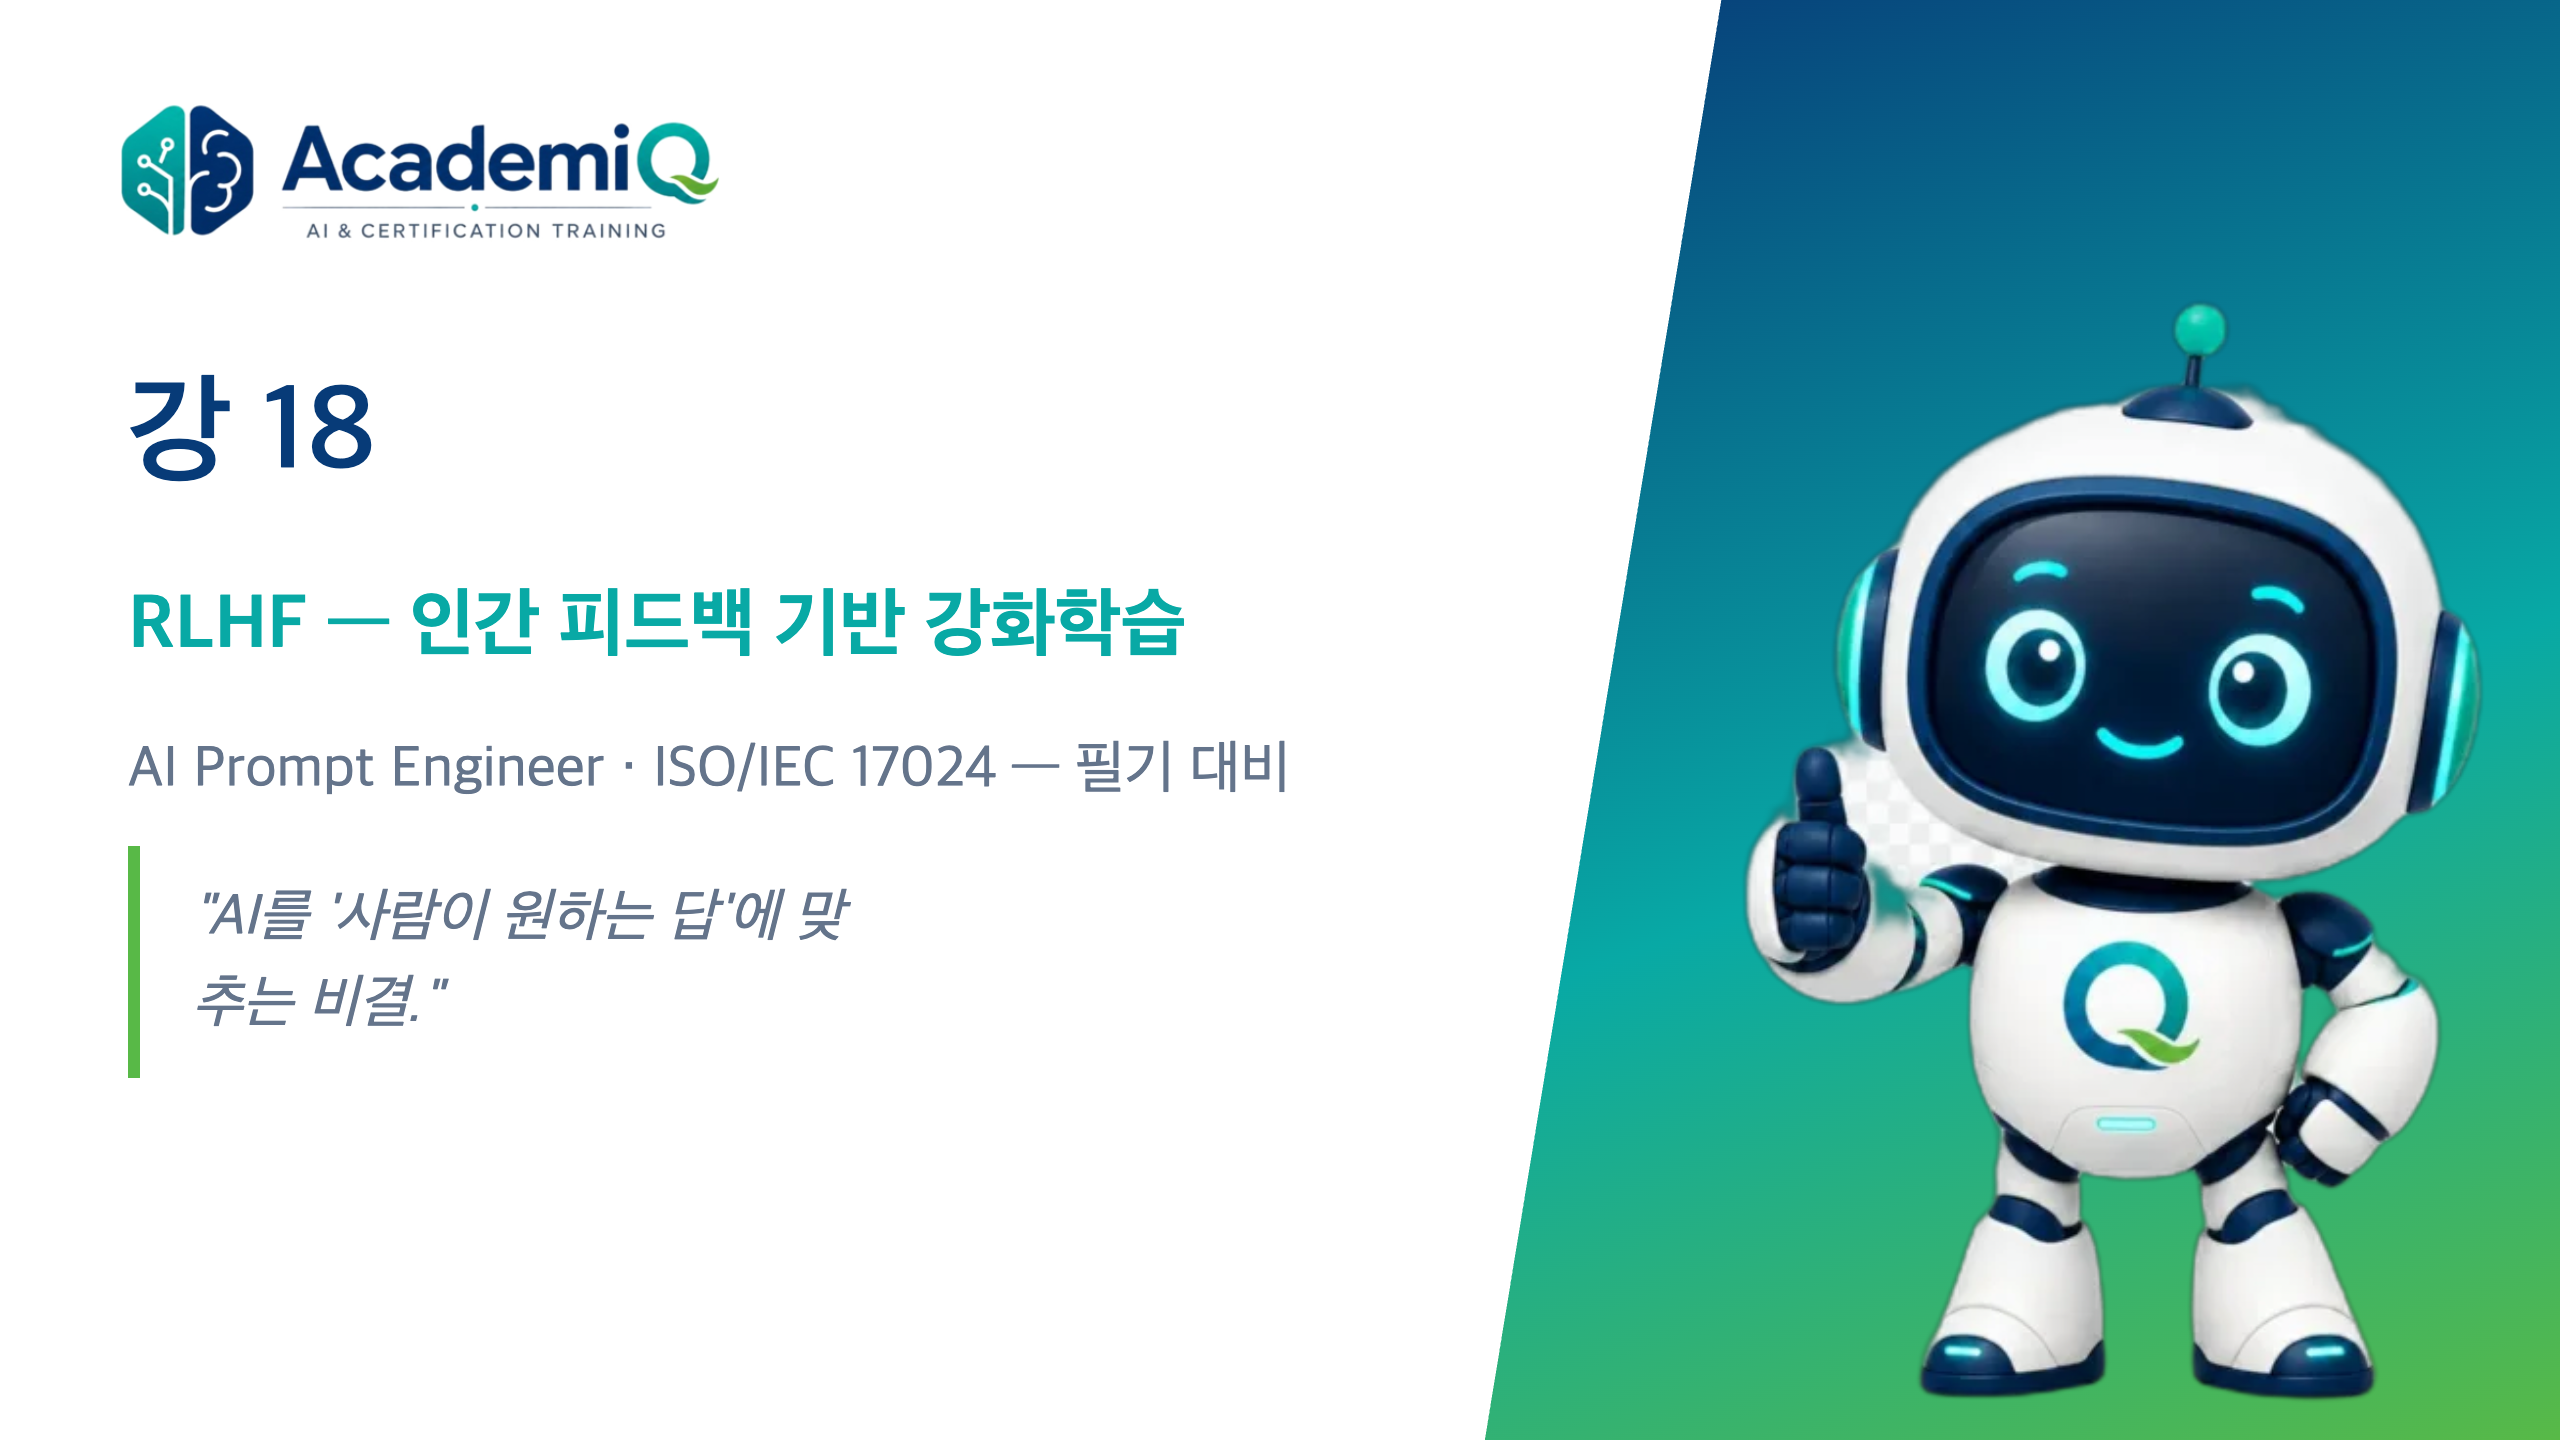 AcademiQ
AI & CERTIFICATION TRAINING
강 18
RLHF — 인간 피드백 기반 강화학습
AI Prompt Engineer · ISO/IEC 17024 — 필기 대비
"AI를 '사람이 원하는 답'에 맞
추는 비결."
Q